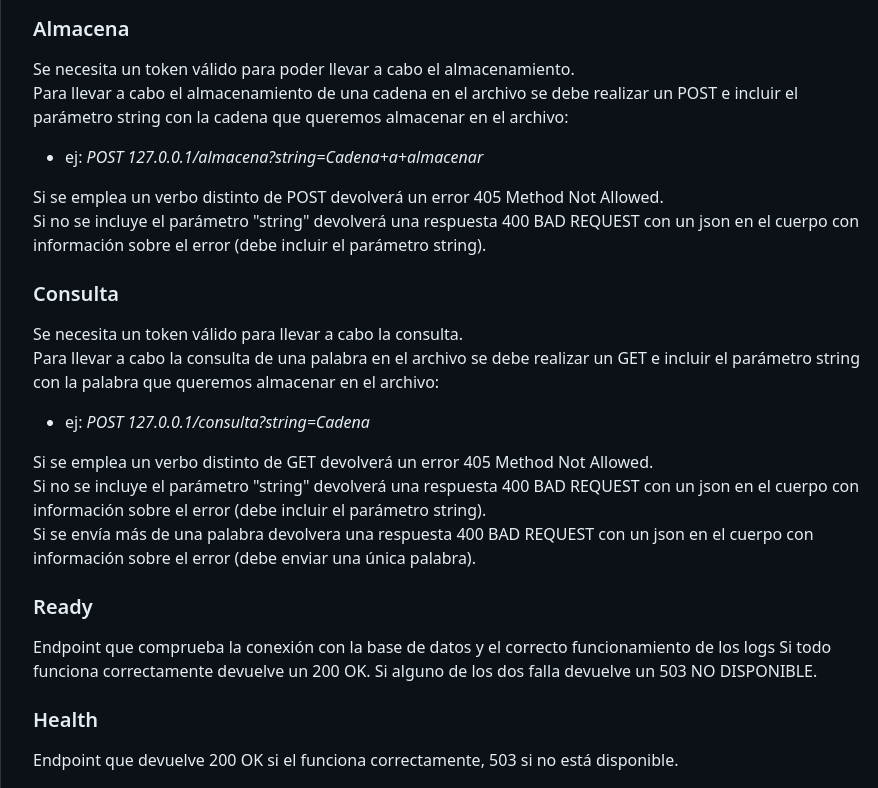 Almacena
Se necesita un token válido para poder llevar a cabo el almacenamiento.
Para llevar a cabo el almacenamiento de una cadena en el archivo se debe realizar un POST e incluir el
parámetro string con la cadena que queremos almacenar en el archivo:
• ej: POST 127.0.0.1/almacena?string=Cadena+a+almacenar
Si se emplea un verbo distinto de POST devolverá un error 405 Method Not Allowed.
Si no se incluye el parámetro "string" devolverá una respuesta 400 BAD REQUEST con un json en el cuerpo con
información sobre el error (debe incluir el parámetro string).
Consulta
Se necesita un token válido para llevar a cabo la consulta.
Para llevar a cabo la consulta de una palabra en el archivo se debe realizar un GET e incluir el parámetro string
con la palabra que queremos almacenar en el archivo:
• ej: POST 127.0.0.1/consulta?string=Cadena
Si se emplea un verbo distinto de GET devolverá un error 405 Method Not Allowed.
Si no se incluye el parámetro "string" devolverá una respuesta 400 BAD REQUEST con un json en el cuerpo con
información sobre el error (debe incluir el parámetro string).
Si se envía más de una palabra devolvera una respuesta 400 BAD REQUEST con un json en el cuerpo con
información sobre el error (debe enviar una única palabra).
Ready
Endpoint que comprueba la conexión con la base de datos y el correcto funcionamiento de los logs Si todo
funciona correctamente devuelve un 200 OK. Si alguno de los dos falla devuelve un 503 NO DISPONIBLE.
Health
Endpoint que devuelve 200 OK si el funciona correctamente, 503 si no está disponible.